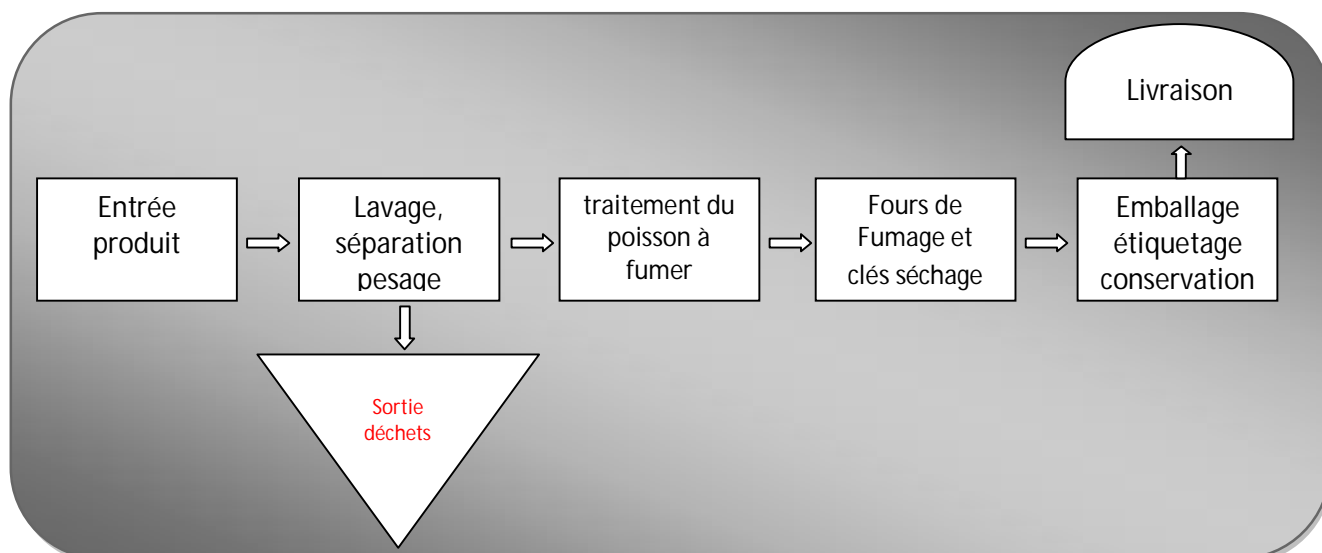 Livraison
Entrée
produit
Lavage,
séparation
pesage
traitement du
poisson à
fumer
Fours de
Fumage et
clés séchage
Emballage
étiquetage
conservation
Sortie
déchets